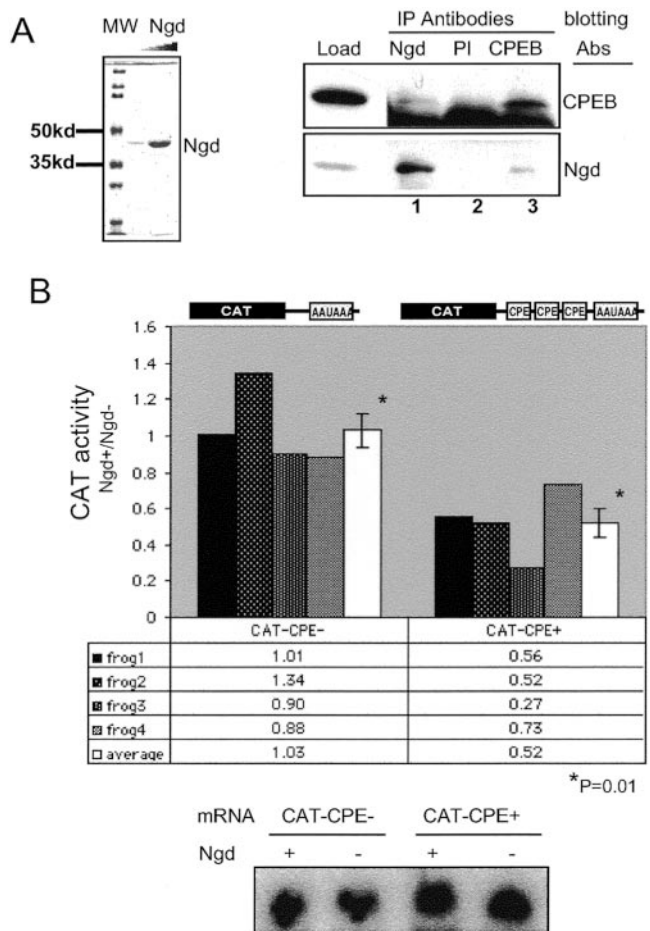 A
MW Ngd
50kd
35kd
Ngd
IP Antibodies blotting
Load Ngd PI CPEB Abs
CPEB
Ngd
1 2 3
B
CAT AAUAAA
CAT CPE CPE CPE AAUAAA
CAT activity
Ngd+/Ngd-
1.6
1.4
1.2
1
0.8
0.6
0.4
0.2
0
*
*
CAT-CPE- CAT-CPE+
frog1 1.01 0.56
frog2 1.34 0.52
frog3 0.90 0.27
frog4 0.88 0.73
average 1.03 0.52
*P=0.01
mRNA CAT-CPE- CAT-CPE+
Ngd + - + -